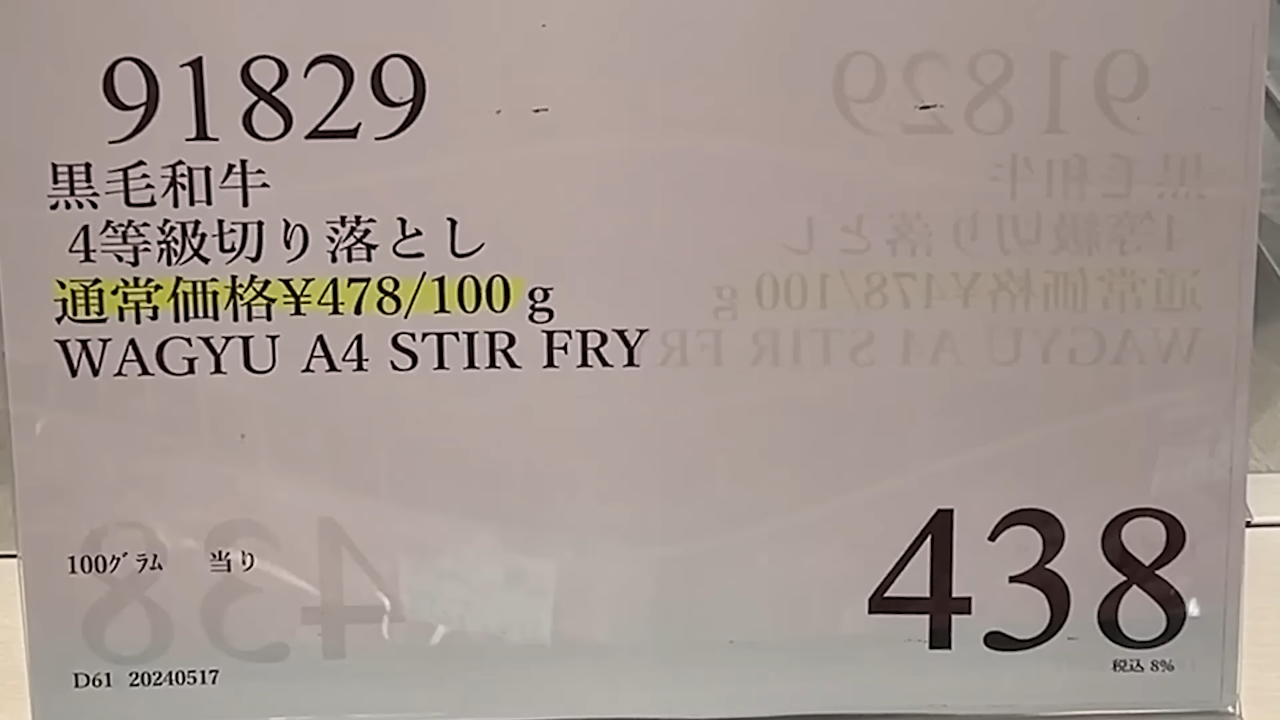 91829
黒毛和牛
4等級切り落とし
通常価格¥478/100 g
WAGYU A4 STIR FRY
100ｸﾞﾗﾑ 当り
438
税込 8%
D61 20240517